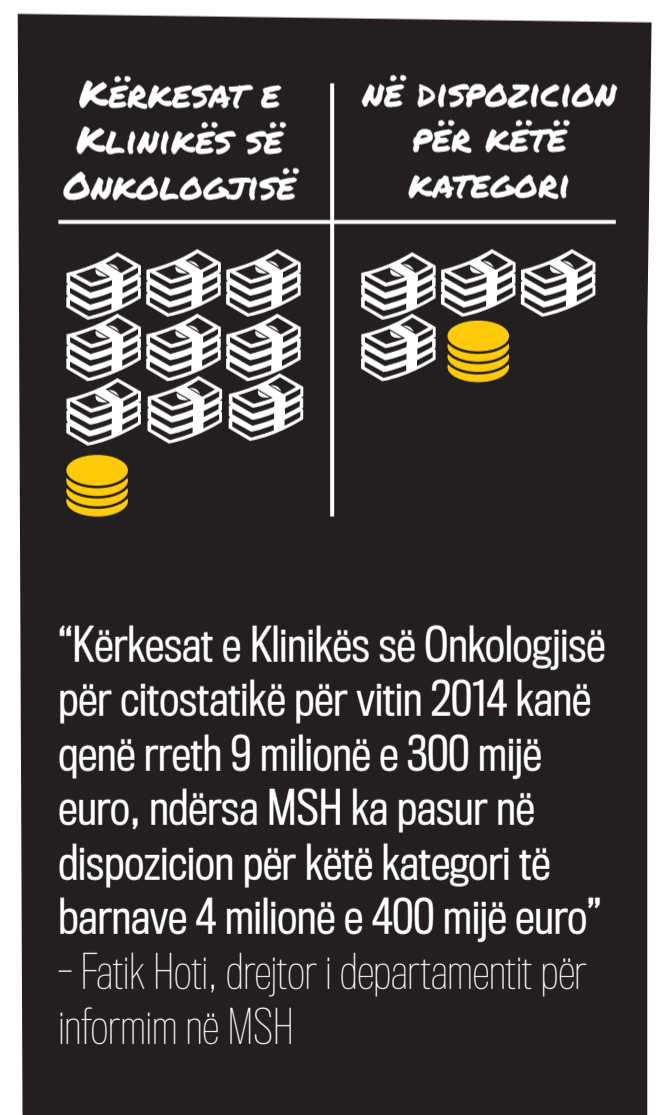 KËRKESAT E
KLINIKËS SË
ONKOLOGJISË
NË DISPOZICION
PËR KËTË
KATEGORI
“Kërkesat e Klinikës së Onkologjisë
për citostatikë për vitin 2014 kanë
qenë rreth 9 milionë e 300 mijë
euro, ndërsa MSH ka pasur në
dispozicion për këtë kategori të
barnave 4 milionë e 400 mijë euro”
– Fatik Hoti, drejtor i departamentit për
informim në MSH